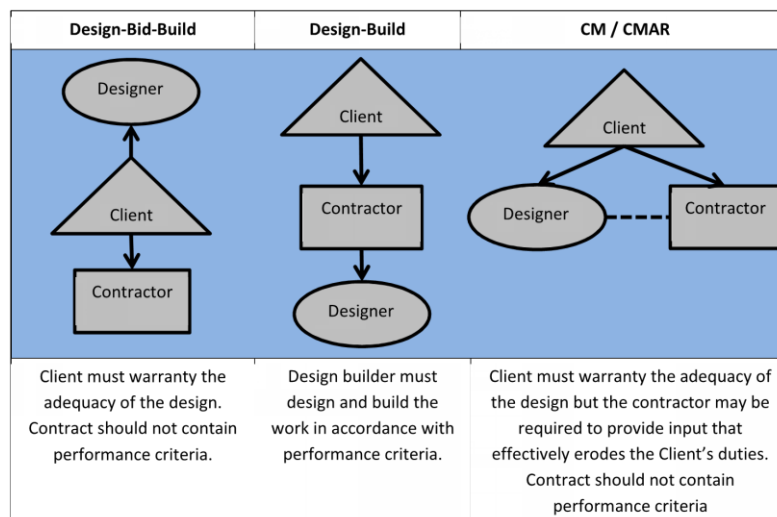 Design-Bid-Build
Design-Build
CM / CMAR
Designer
Client
Contractor
Client
Contractor
Designer
Client
Designer
Contractor
Client must warranty the
adequacy of the design.
Contract should not contain
performance criteria.
Design builder must
design and build the
work in accordance with
performance criteria.
Client must warranty the adequacy of
the design but the contractor may be
required to provide input that
effectively erodes the Client’s duties.
Contract should not contain
performance criteria